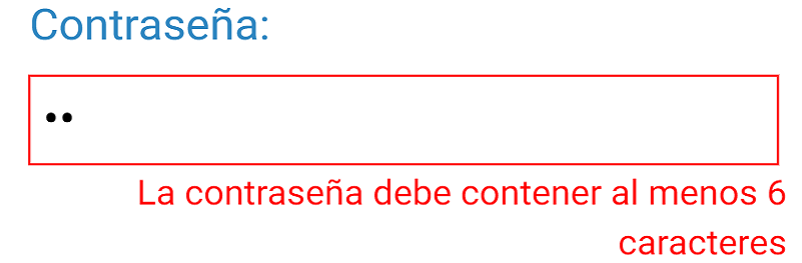 Contraseña:
••
La contraseña debe contener al menos 6
caracteres